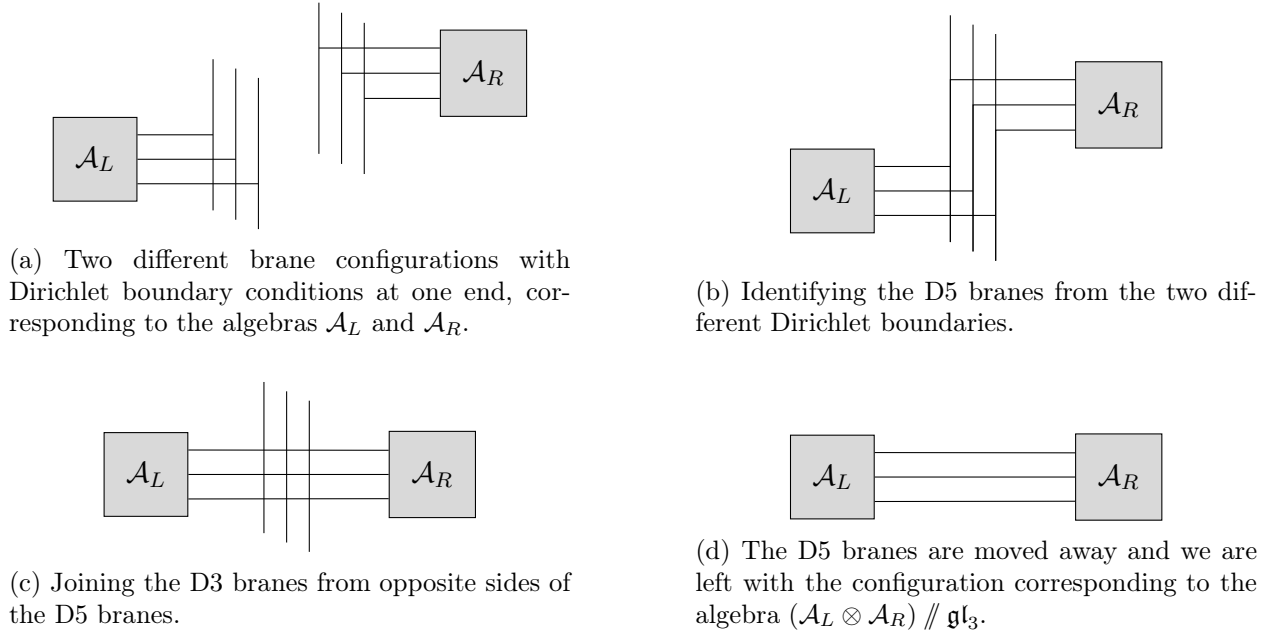 𝒜_L
𝒜_R
(a) Two different brane configurations with
Dirichlet boundary conditions at one end, cor-
responding to the algebras 𝒜_L and 𝒜_R.
𝒜_L
𝒜_R
(b) Identifying the D5 branes from the two dif-
ferent Dirichlet boundaries.
𝒜_L
𝒜_R
(c) Joining the D3 branes from opposite sides of
the D5 branes.
𝒜_L
𝒜_R
(d) The D5 branes are moved away and we are
left with the configuration corresponding to the
algebra (𝒜_L ⊗ 𝒜_R) // 𝔤𝔩₃.